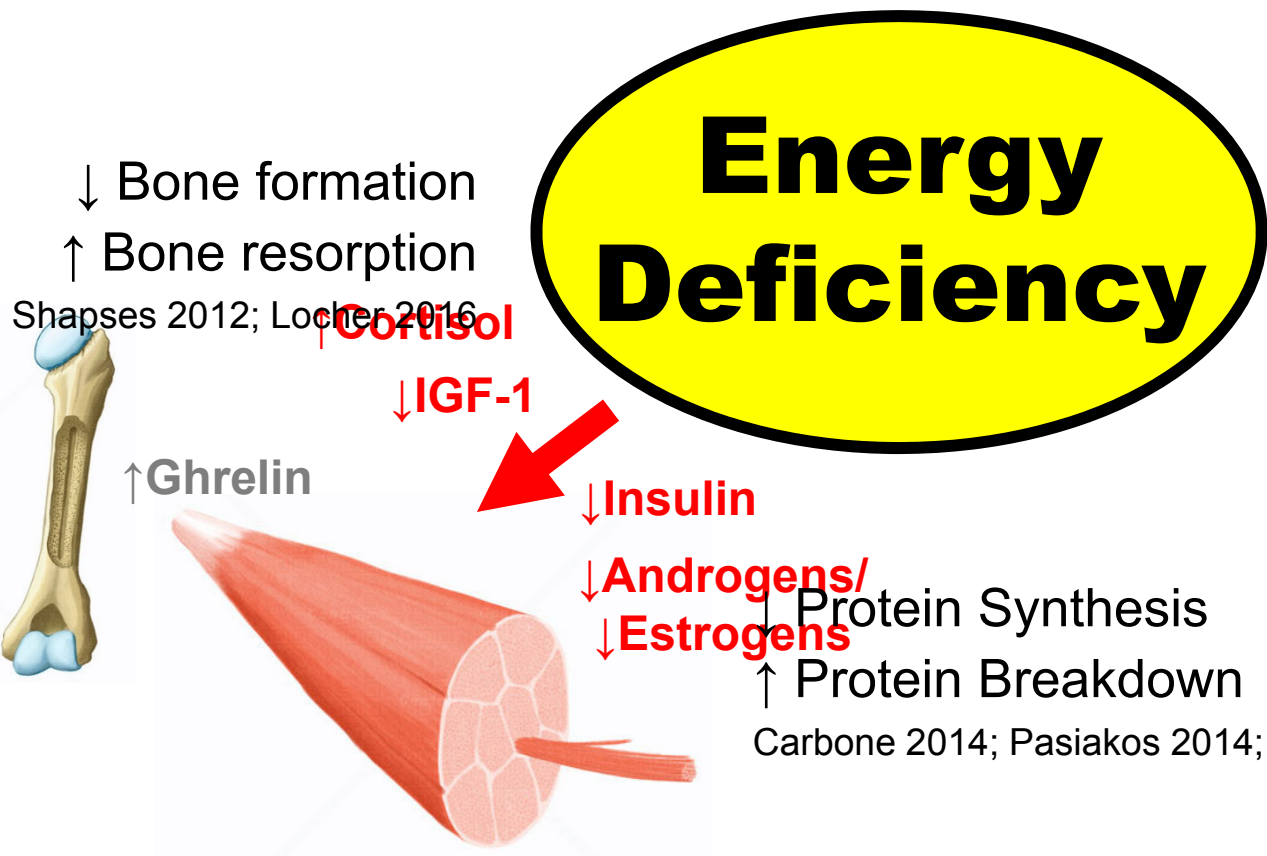 Energy
Deficiency
↓ Bone formation
↑ Bone resorption
Shapses 2012; Locher 2016
↑Cortisol
↓IGF-1
↑Ghrelin
↓Insulin
↓Androgens/
↓Estrogens
↓ Protein Synthesis
↑ Protein Breakdown
Carbone 2014; Pasiakos 2014;